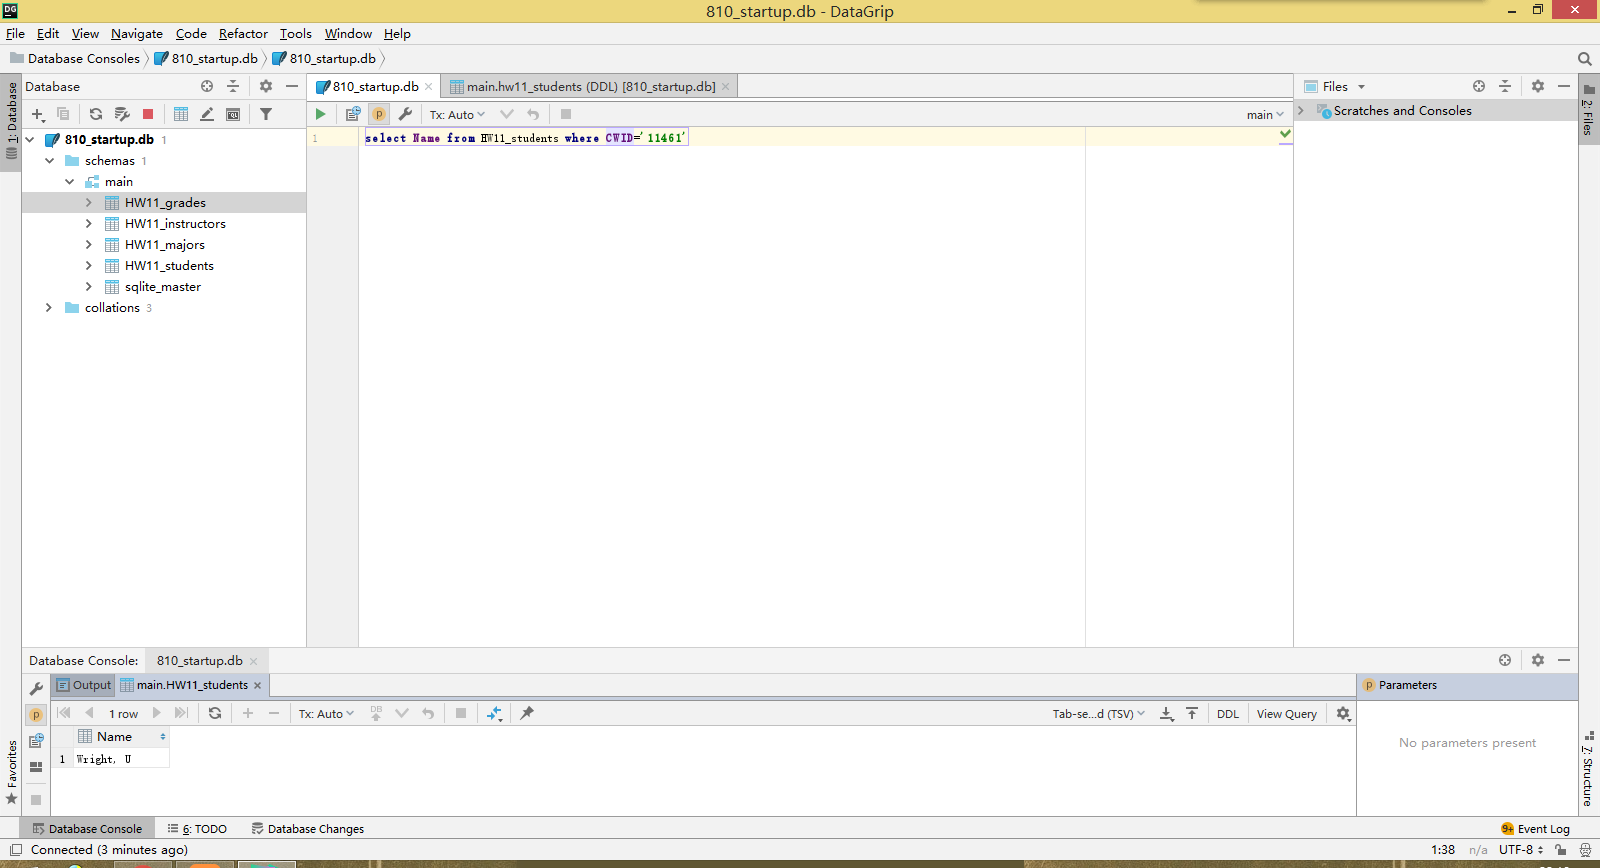 DG
810_startup.db - DataGrip
File Edit View Navigate Code Refactor Tools Window Help
Database Consoles 810_startup.db 810_startup.db
1: Database
Database
810_startup.db 1
schemas 1
main
HW11_grades
HW11_instructors
HW11_majors
HW11_students
sqlite_master
collations 3
810_startup.db main.hw11_students (DDL) [810_startup.db]
p Tx: Auto main
1 select Name from HW11_students where CWID='11461'
Files
Scratches and Consoles
2: Files
Database Console: 810_startup.db
Output main.HW11_students
p 1 row Tx: Auto DB Tab-se...d (TSV) DDL View Query
Name
1 Wright, U
p Parameters
No parameters present
Favorites
7: Structure
Database Console 6: TODO Database Changes 9+ Event Log
Connected (3 minutes ago) 1:38 n/a UTF-8